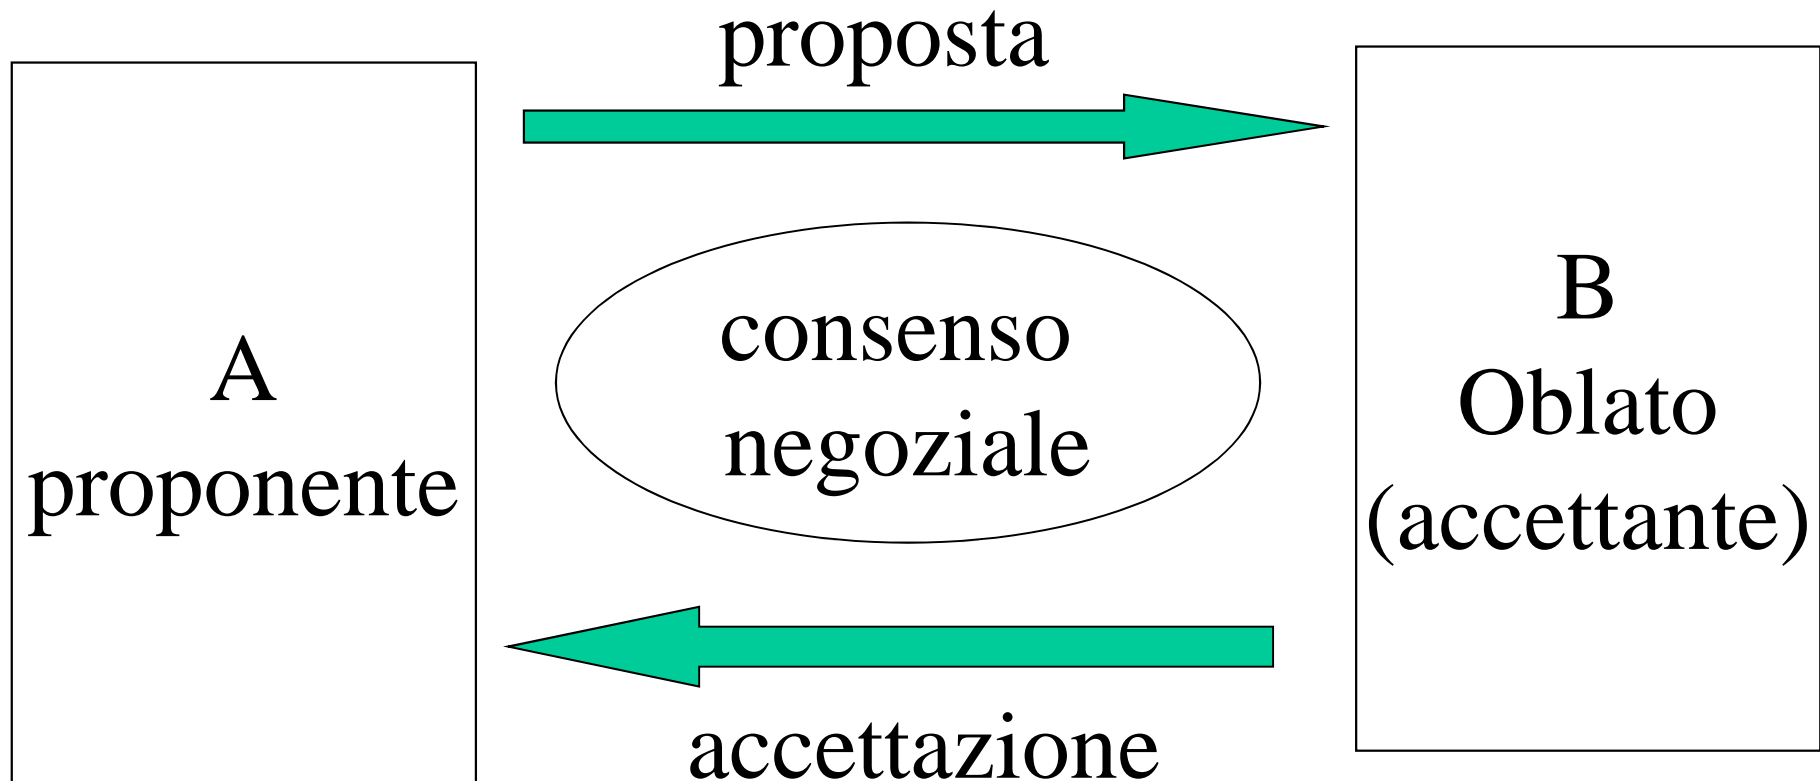 proposta
A
proponente
consenso
negoziale
B
Oblato
(accettante)
accettazione